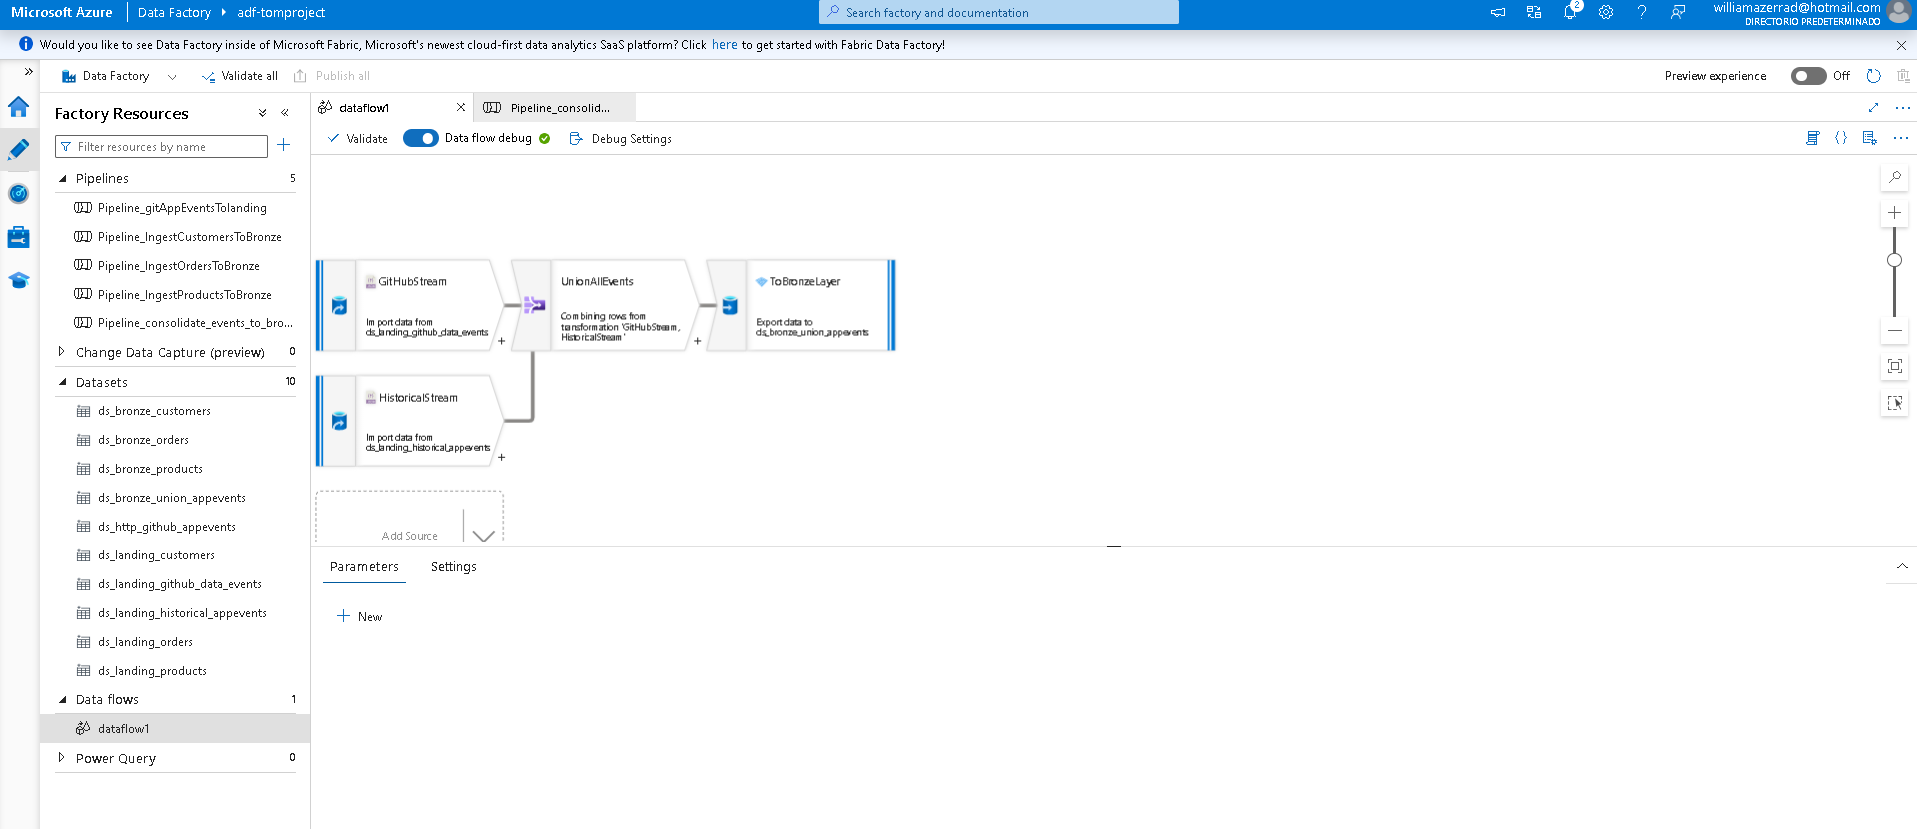 Microsoft Azure
Data Factory
adf-tomproject
Search factory and documentation
2
williamazerrad@hotmail.com
DIRECTORIO PREDETERMINADO
Would you like to see Data Factory inside of Microsoft Fabric, Microsoft's newest cloud-first data analytics SaaS platform? Click here to get started with Fabric Data Factory!
Data Factory
Validate all
Publish all
Preview experience
Off
Factory Resources
dataflow1
Pipeline_consolid...
Filter resources by name
Validate
Data flow debug
Debug Settings
Pipelines 5
Pipeline_gitAppEventsTolanding
Pipeline_IngestCustomersToBronze
Pipeline_IngestOrdersToBronze
Pipeline_IngestProductsToBronze
Pipeline_consolidate_events_to_bro...
Change Data Capture (preview) 0
Datasets 10
ds_bronze_customers
ds_bronze_orders
ds_bronze_products
ds_bronze_union_appevents
ds_http_github_appevents
ds_landing_customers
ds_landing_github_data_events
ds_landing_historical_appevents
ds_landing_orders
ds_landing_products
Data flows 1
dataflow1
Power Query 0
GitHubStream
Import data from
ds_landing_github_data_events
UnionAllEvents
Combining rows from
transformation 'GitHubStream,
HistoricalStream'
ToBronzeLayer
Export data to
ds_bronze_union_appevents
HistoricalStream
Import data from
ds_landing_historical_appevents
Add Source
Parameters
Settings
New